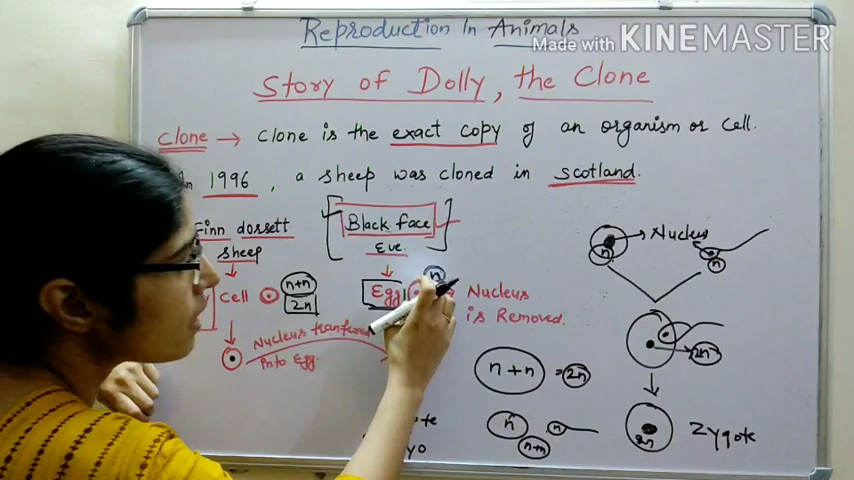 Reproduction In Animals
Made with KINEMASTER
Story of Dolly, the Clone
Clone → Clone is the exact copy of an organism or cell.
In 1996, a sheep was cloned in scotland.
Finn dorsett
sheep
Black face
Eve.
Nucleus
n
n
Cell
n+n
2n
Egg
n
Nucleus
is Removed.
Nucleus transfered
into Egg.
2n
n+n = 2n
n
n
n+n
2n
Zygote